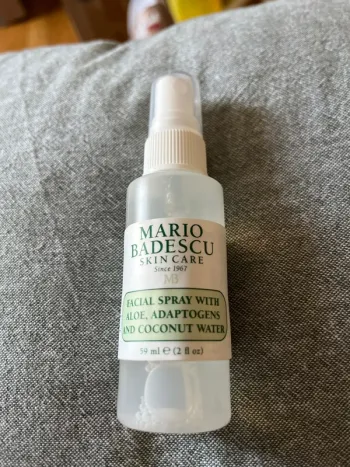 MARIO
BADESCU
SKIN CARE
Since 1967
MB
FACIAL SPRAY WITH
ALOE, ADAPTOGENS
AND COCONUT WATER
59 ml ℮ (2 fl oz)